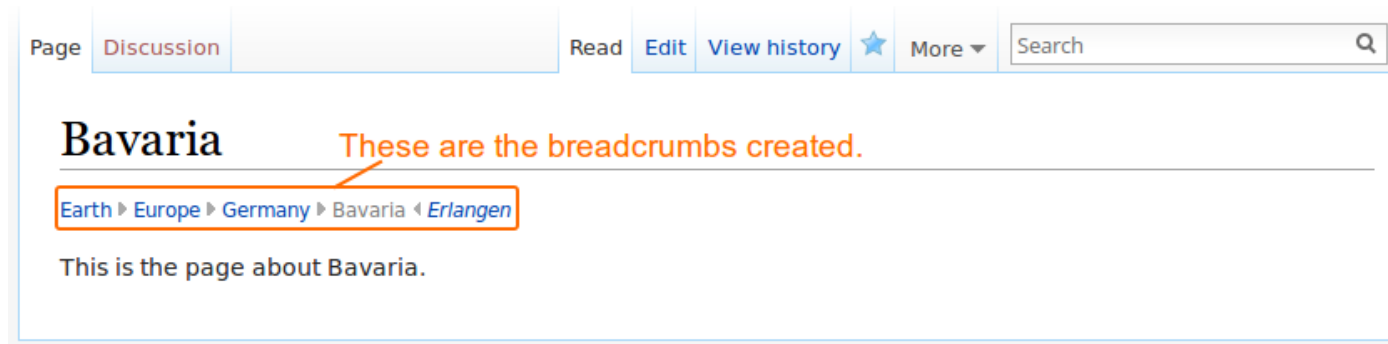 Page Discussion Read Edit View history More Search
Bavaria
These are the breadcrumbs created.
Earth Europe Germany Bavaria Erlangen
This is the page about Bavaria.